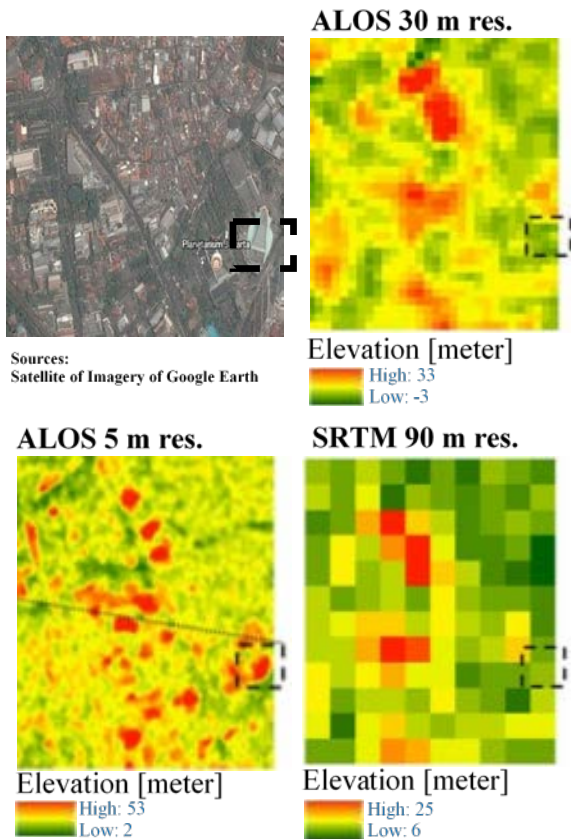 ALOS 30 m res.
Sources:
Satellite of Imagery of Google Earth
Elevation [meter]
High: 33
Low: -3
ALOS 5 m res.
SRTM 90 m res.
Elevation [meter]
High: 53
Low: 2
Elevation [meter]
High: 25
Low: 6